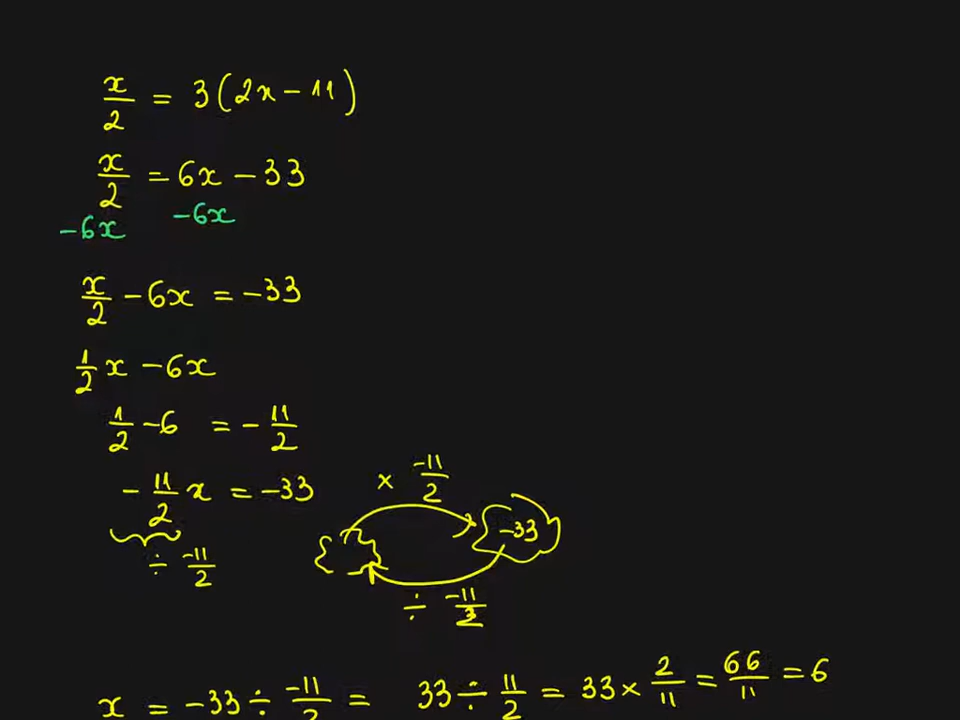 x/2 = 3(2x - 11)
x/2 = 6x - 33
-6x -6x
x/2 - 6x = -33
1/2 x - 6x
1/2 - 6 = - 11/2
- 11/2 x = -33
÷ -11/2
× -11/2
-33
÷ -11/2
x = -33 ÷ -11/2 = 33 ÷ 11/2 = 33 × 2/11 = 66/11 = 6